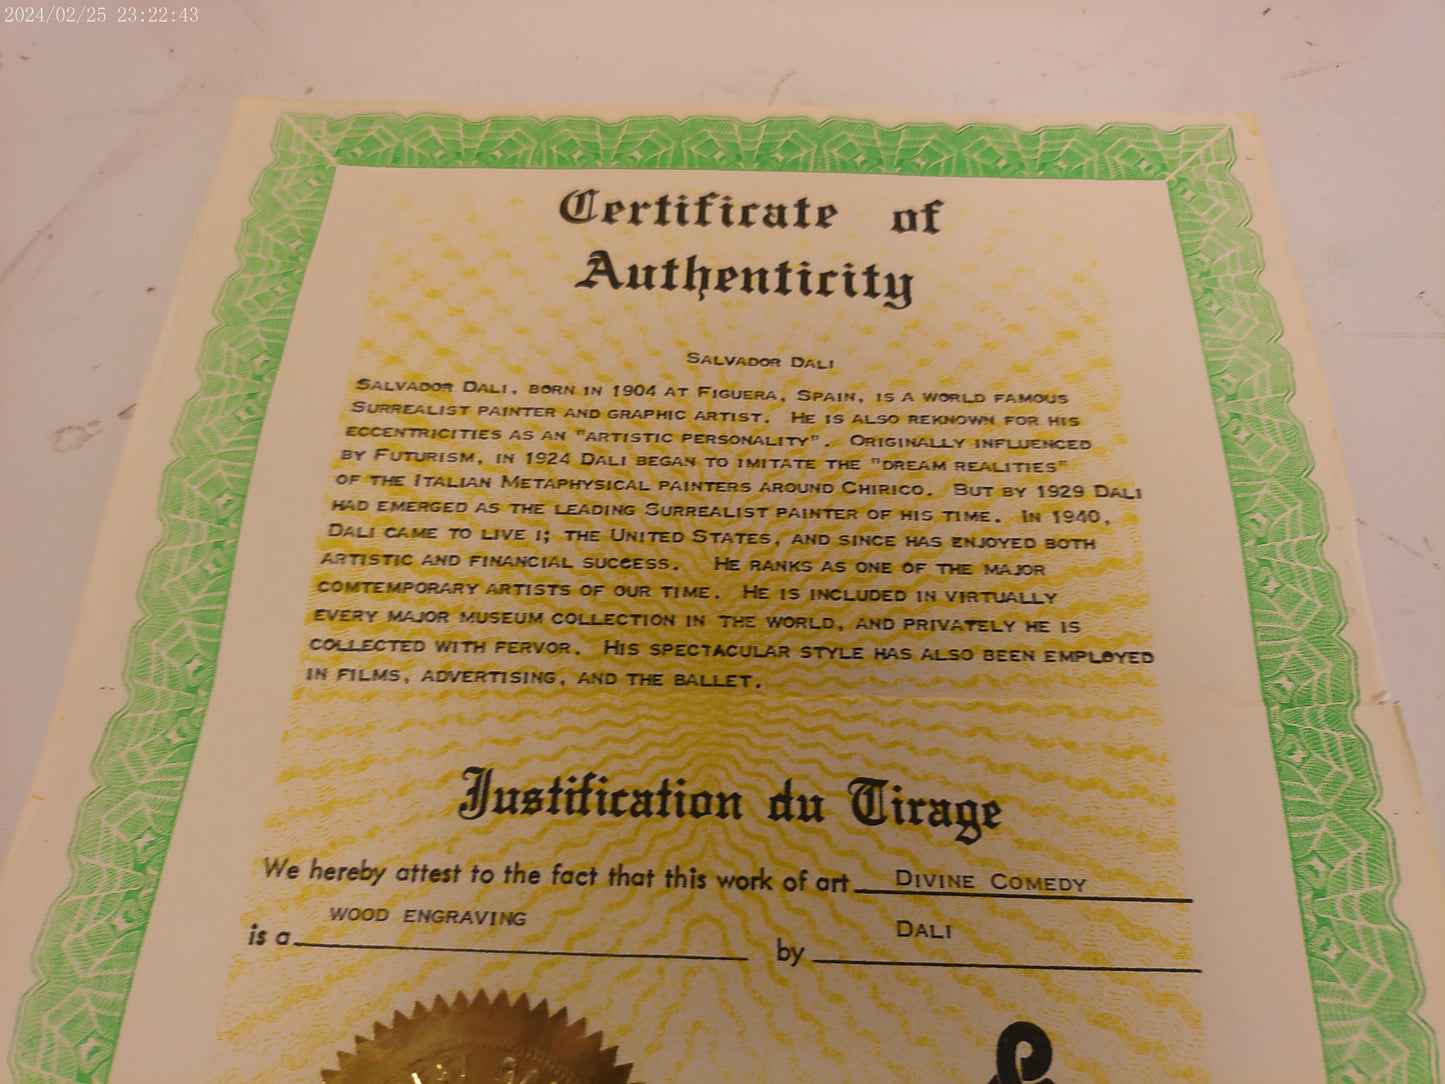 2024/02/25 23:22:43
Certificate of
Authenticity
SALVADOR DALI
SALVADOR DALI, BORN IN 1904 AT FIGUERA, SPAIN, IS A WORLD FAMOUS
SURREALIST PAINTER AND GRAPHIC ARTIST. HE IS ALSO REKNOWN FOR HIS
ECCENTRICITIES AS AN "ARTISTIC PERSONALITY". ORIGINALLY INFLUENCED
BY FUTURISM, IN 1924 DALI BEGAN TO IMITATE THE "DREAM REALITIES"
OF THE ITALIAN METAPHYSICAL PAINTERS AROUND CHIRICO. BUT BY 1929 DALI
HAD EMERGED AS THE LEADING SURREALIST PAINTER OF HIS TIME. IN 1940,
DALI CAME TO LIVE I; THE UNITED STATES, AND SINCE HAS ENJOYED BOTH
ARTISTIC AND FINANCIAL SUCCESS. HE RANKS AS ONE OF THE MAJOR
COMTEMPORARY ARTISTS OF OUR TIME. HE IS INCLUDED IN VIRTUALLY
EVERY MAJOR MUSEUM COLLECTION IN THE WORLD, AND PRIVATELY HE IS
COLLECTED WITH FERVOR. HIS SPECTACULAR STYLE HAS ALSO BEEN EMPLOYED
IN FILMS, ADVERTISING, AND THE BALLET.
Justification du Tirage
We hereby attest to the fact that this work of art DIVINE COMEDY
is a WOOD ENGRAVING by DALI